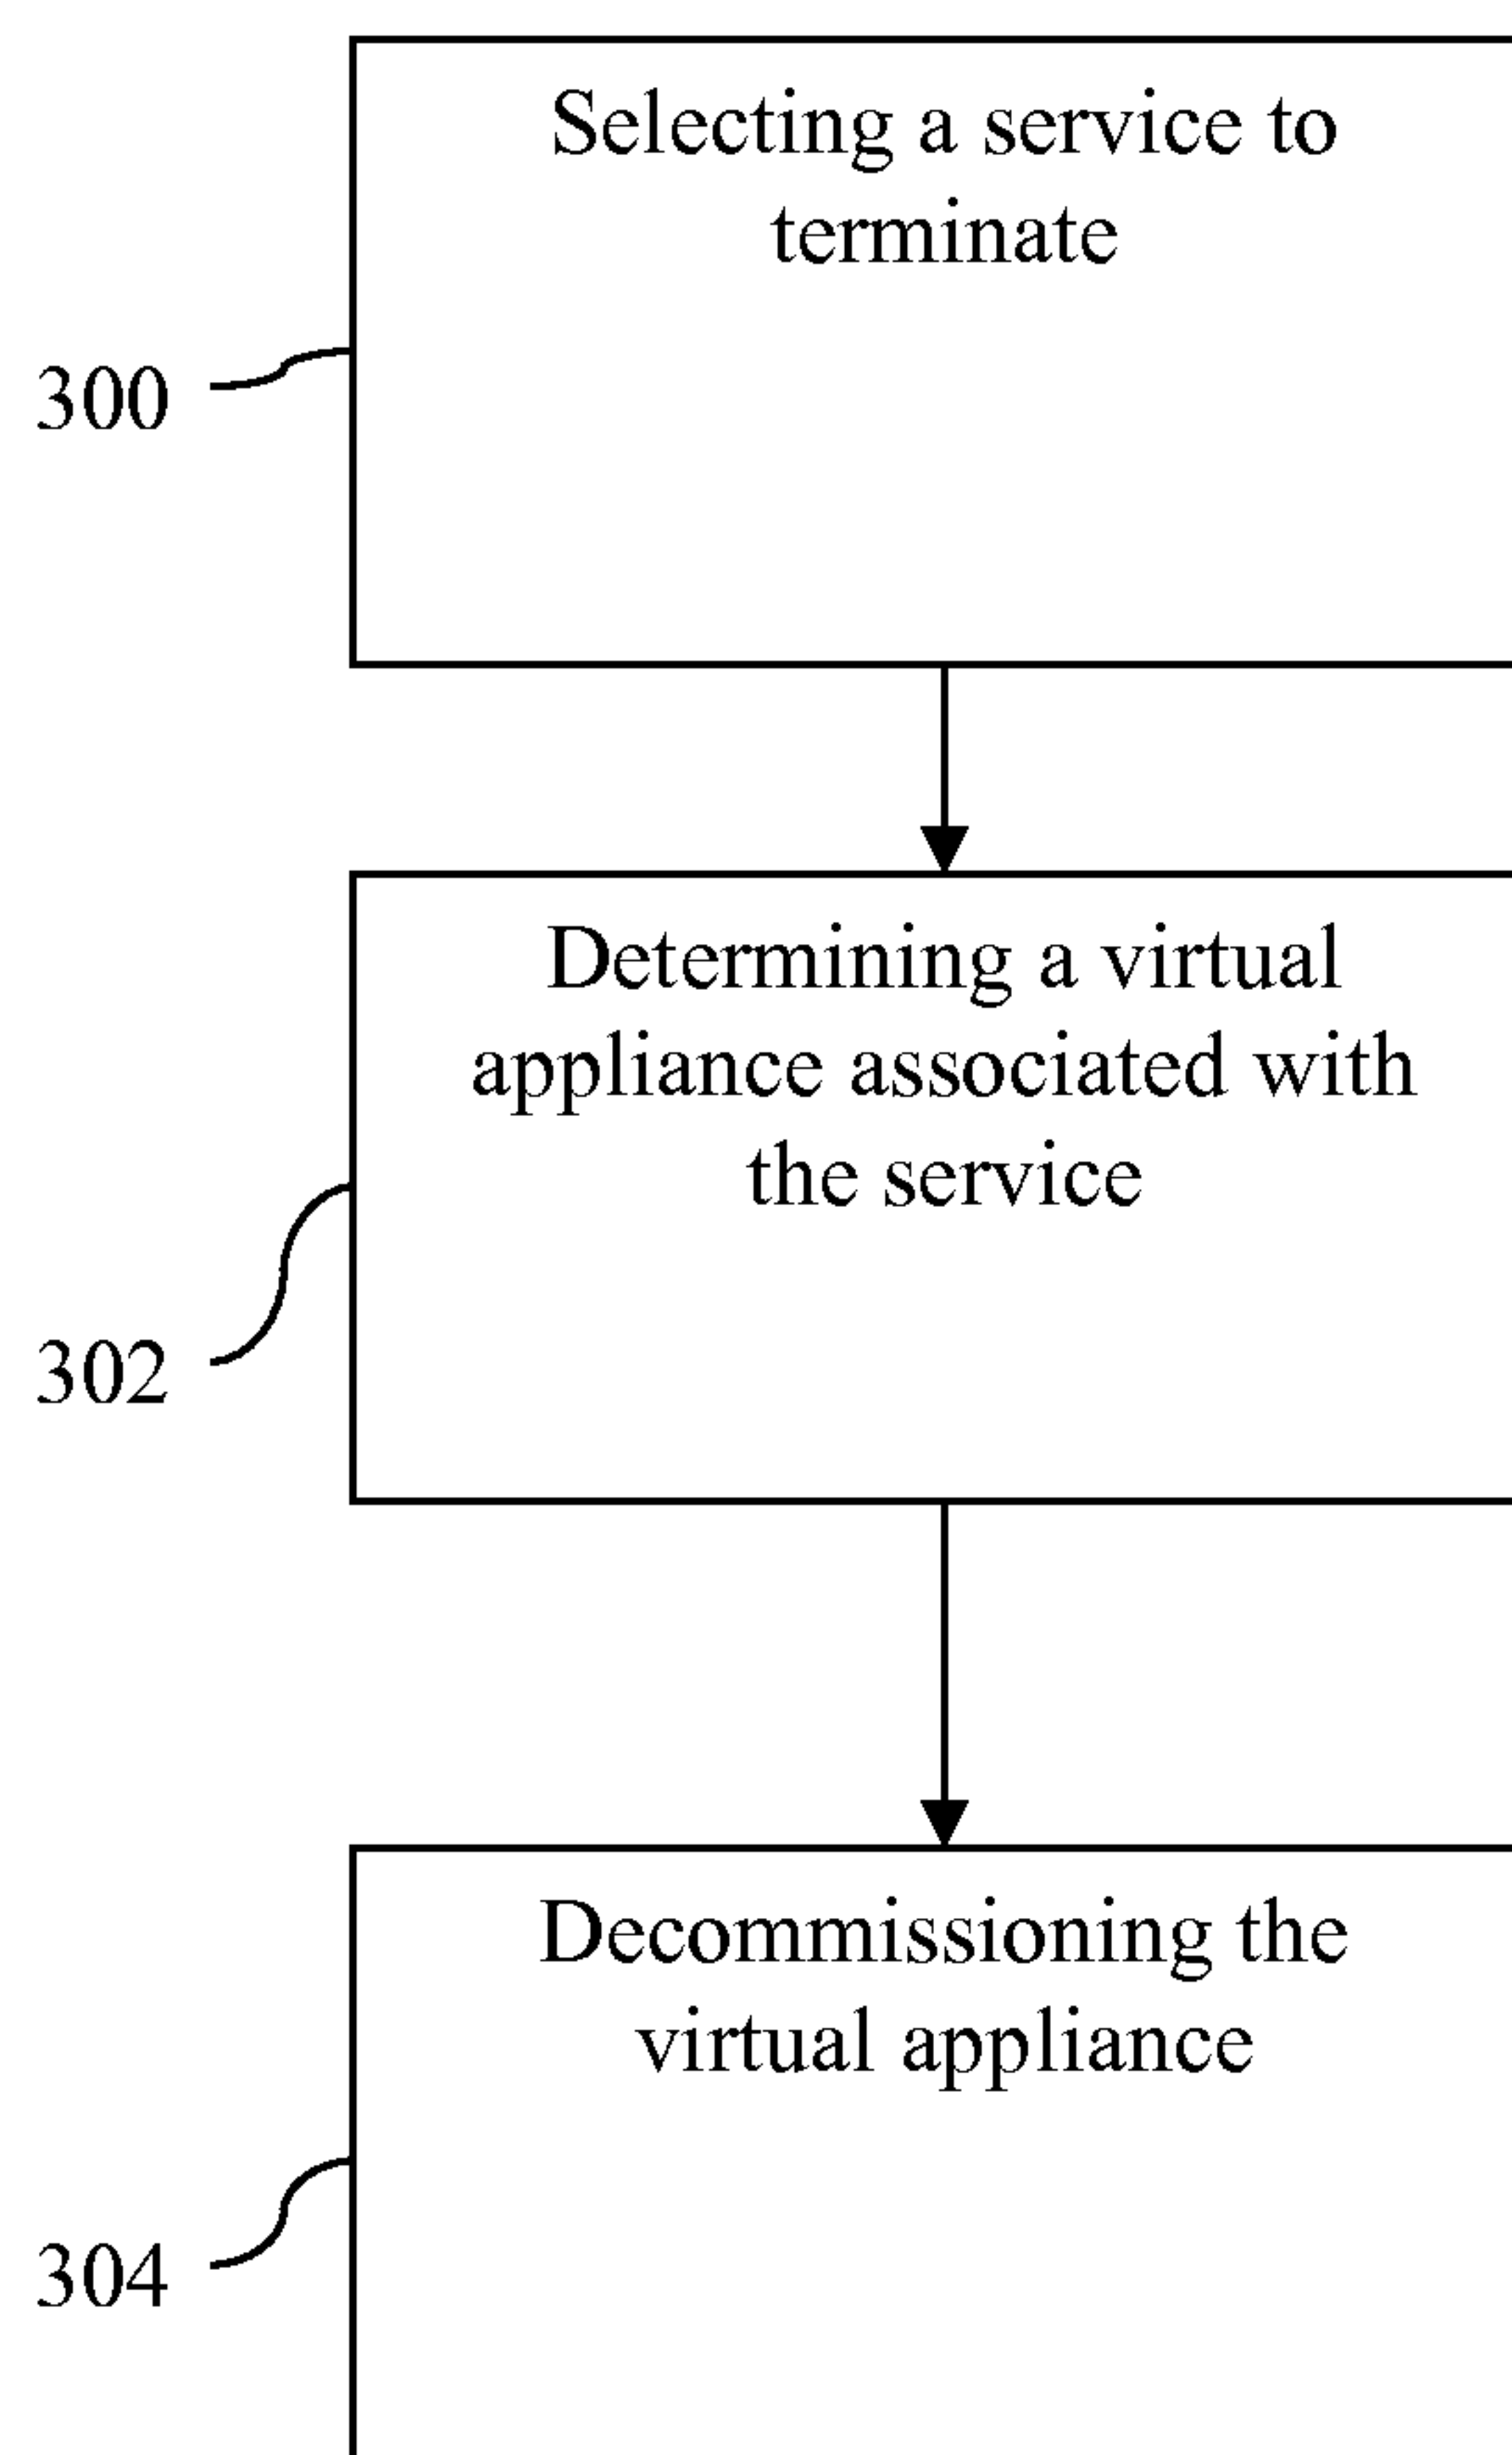 Selecting a service to
terminate
300
Determining a virtual
appliance associated with
the service
302
Decommissioning the
virtual appliance
304